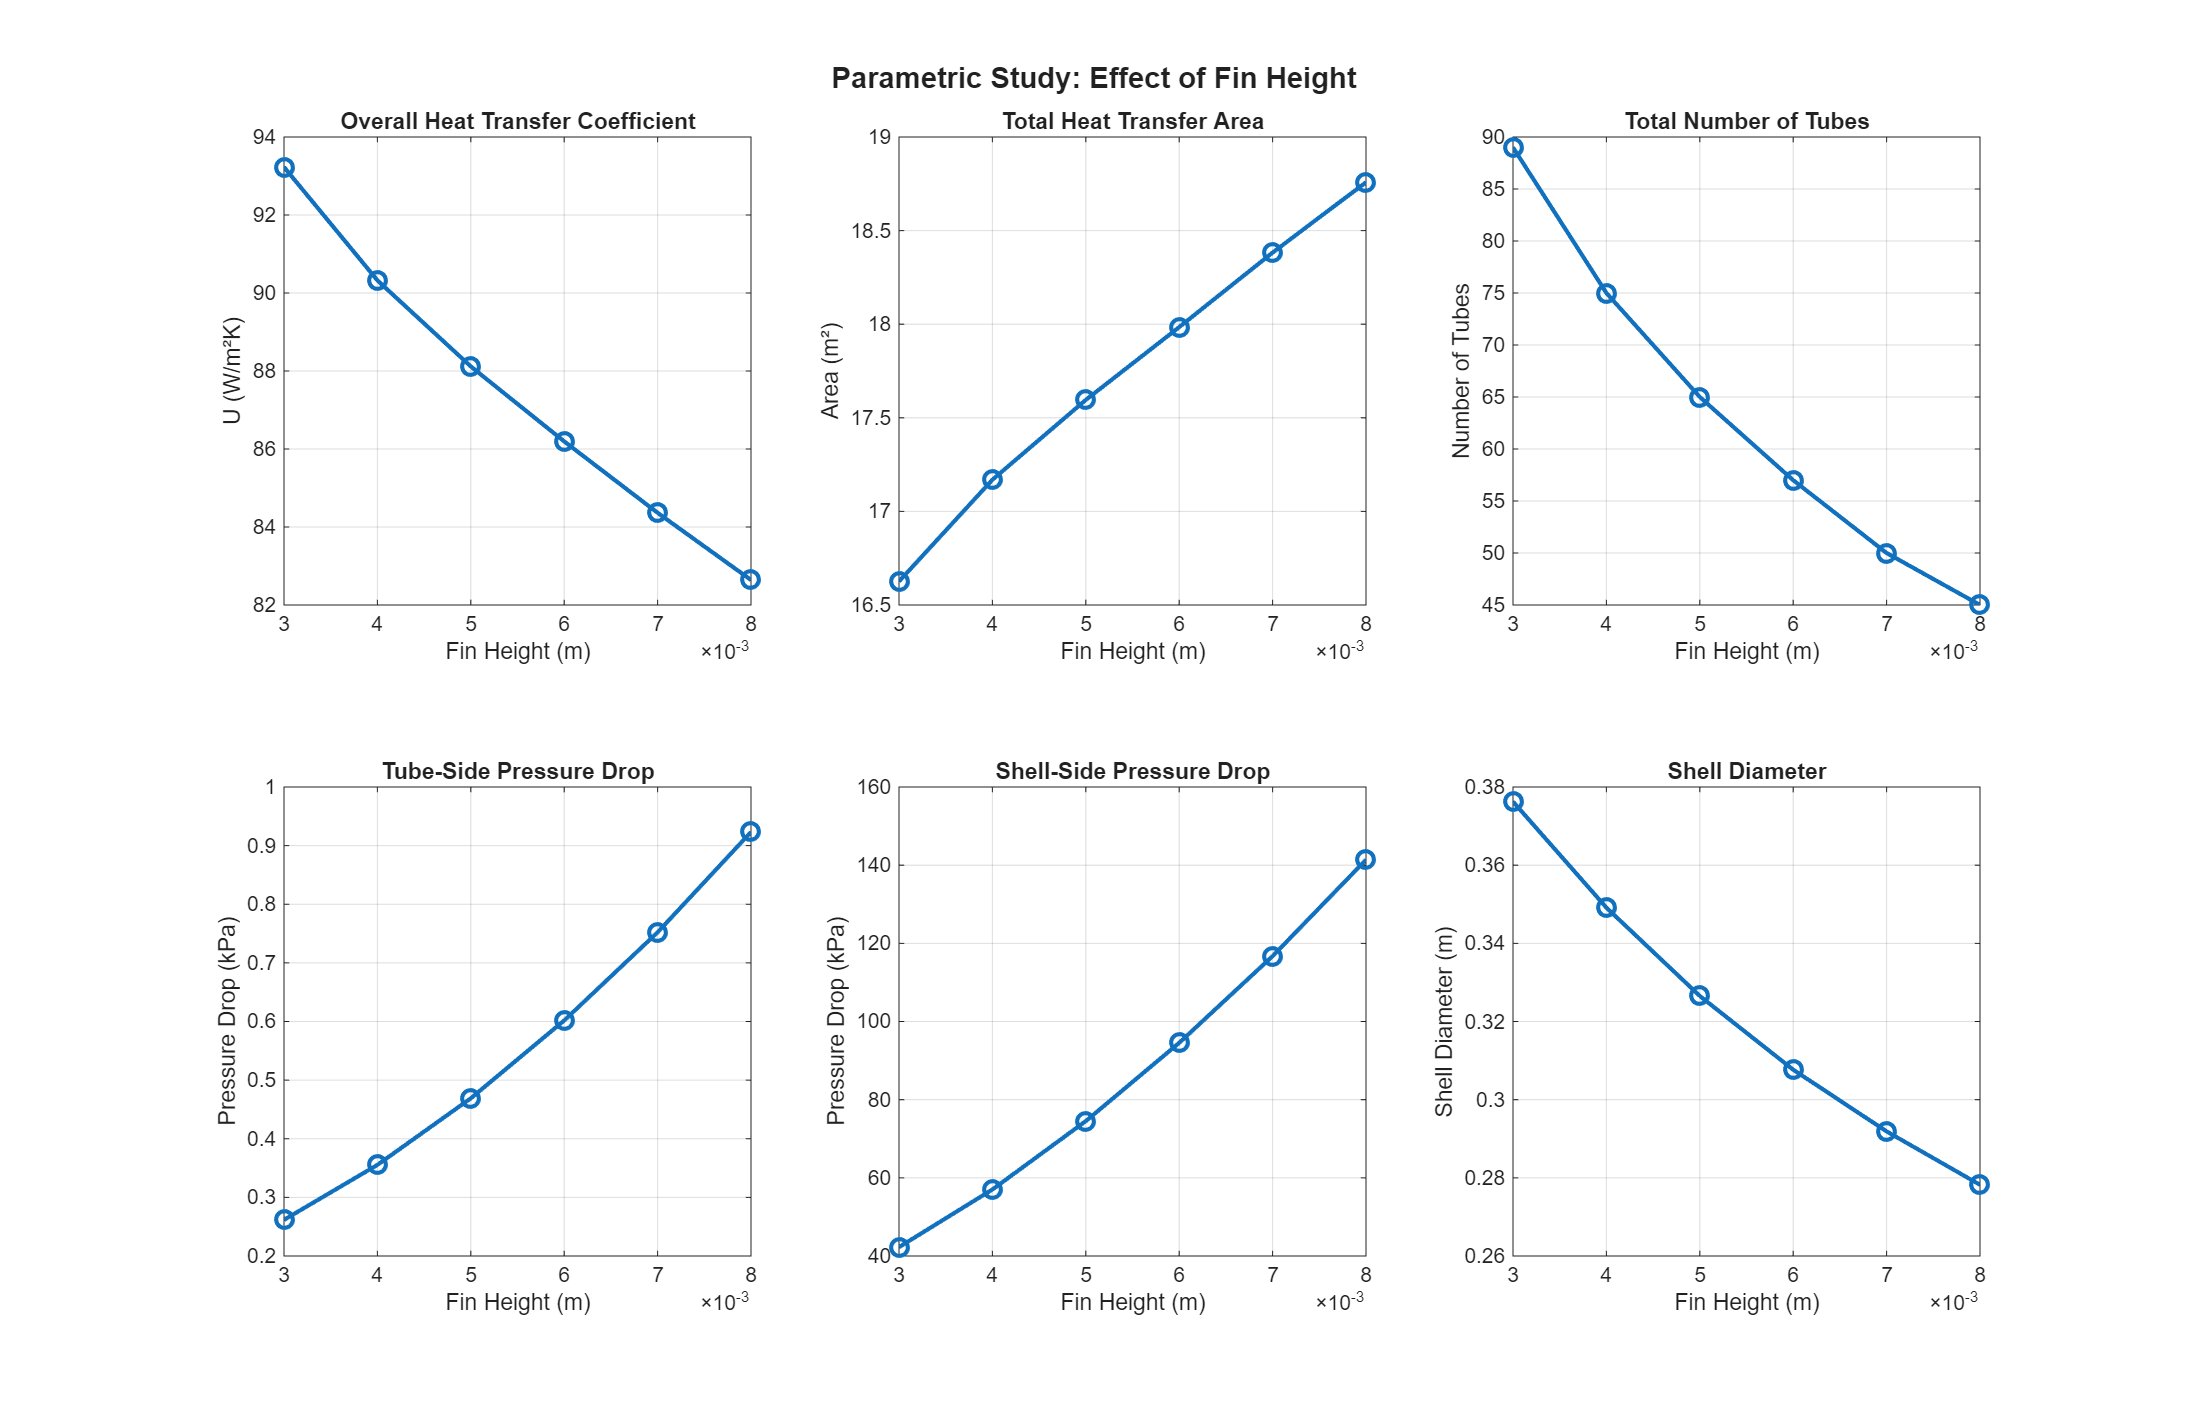 Parametric Study: Effect of Fin Height
Overall Heat Transfer Coefficient
94
92
90
88
86
84
82
U (W/m²K)
3 4 5 6 7 8
Fin Height (m)
×10⁻³
Total Heat Transfer Area
19
18.5
18
17.5
17
16.5
Area (m²)
3 4 5 6 7 8
Fin Height (m)
×10⁻³
Total Number of Tubes
90
85
80
75
70
65
60
55
50
45
Number of Tubes
3 4 5 6 7 8
Fin Height (m)
×10⁻³
Tube-Side Pressure Drop
1
0.9
0.8
0.7
0.6
0.5
0.4
0.3
0.2
Pressure Drop (kPa)
3 4 5 6 7 8
Fin Height (m)
×10⁻³
Shell-Side Pressure Drop
160
140
120
100
80
60
40
Pressure Drop (kPa)
3 4 5 6 7 8
Fin Height (m)
×10⁻³
Shell Diameter
0.38
0.36
0.34
0.32
0.3
0.28
0.26
Shell Diameter (m)
3 4 5 6 7 8
Fin Height (m)
×10⁻³